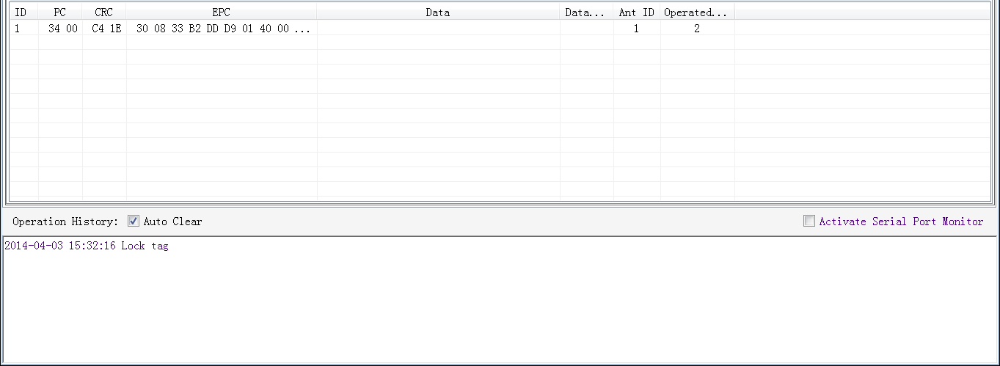 ID PC CRC EPC Data Data... Ant ID Operated...
1 34 00 C4 1E 30 08 33 B2 DD D9 01 40 00 ... 1 2
Operation History: Auto Clear Activate Serial Port Monitor
2014-04-03 15:32:16 Lock tag